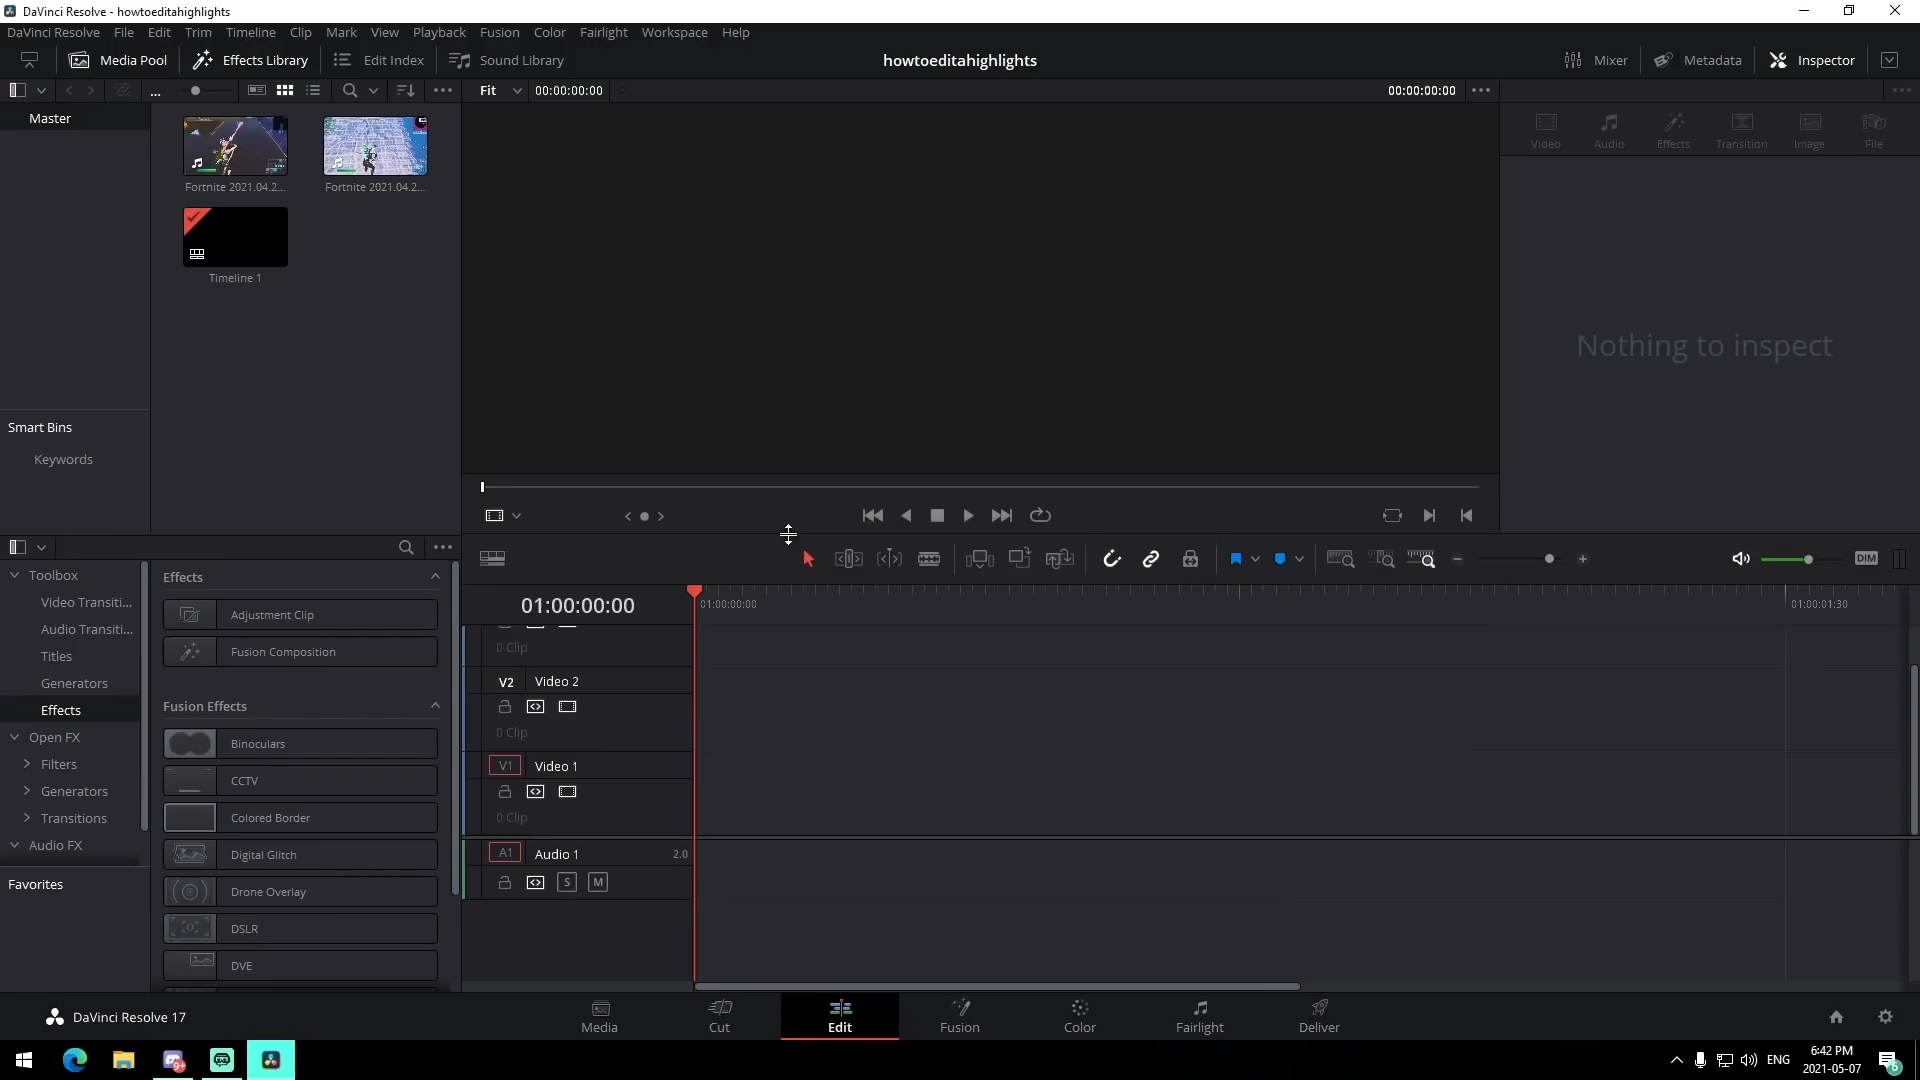 DaVinci Resolve - howtoeditahighlights
DaVinci Resolve File Edit Trim Timeline Clip Mark View Playback Fusion Color Fairlight Workspace Help
Media Pool Effects Library Edit Index Sound Library howtoeditahighlights Mixer Metadata Inspector
... Fit 00:00:00:00 00:00:00:00
Master
Fortnite 2021.04.2... Fortnite 2021.04.2...
Timeline 1
Video Audio Effects Transition Image File
Nothing to inspect
Smart Bins
Keywords
DIM
Toolbox
Video Transiti...
Audio Transiti...
Titles
Generators
Effects
Open FX
Filters
Generators
Transitions
Audio FX
Favorites
Effects
Adjustment Clip
Fusion Composition
Fusion Effects
Binoculars
CCTV
Colored Border
Digital Glitch
Drone Overlay
DSLR
DVE
01:00:00:00 01:00:00:00 01:00:01:30
0 Clip
V2 Video 2
0 Clip
V1 Video 1
0 Clip
A1 Audio 1 2.0
S M
DaVinci Resolve 17
Media Cut Edit Fusion Color Fairlight Deliver
9+
ENG
6:42 PM
2021-05-07
6